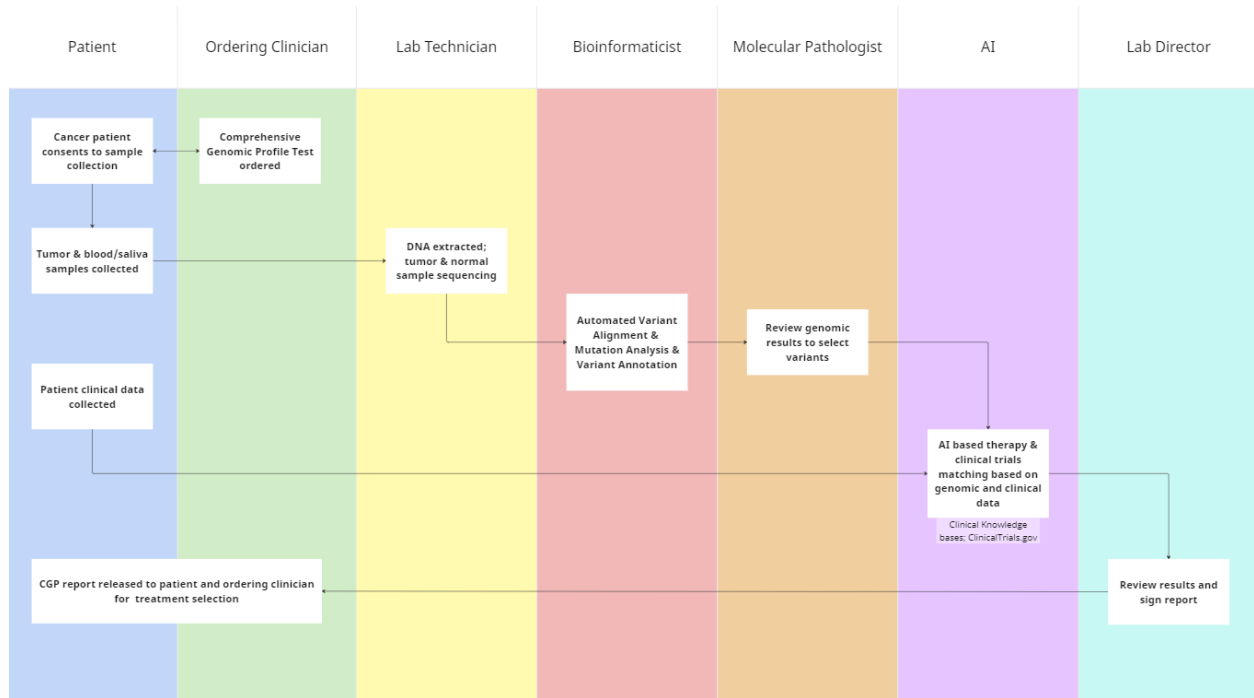 Patient
Ordering Clinician
Lab Technician
Bioinformaticist
Molecular Pathologist
AI
Lab Director
Cancer patient
consents to sample
collection
Comprehensive
Genomic Profile Test
ordered
Tumor & blood/saliva
samples collected
DNA extracted;
tumor & normal
sample sequencing
Automated Variant
Alignment &
Mutation Analysis &
Variant Annotation
Review genomic
results to select
variants
Patient clinical data
collected
AI based therapy &
clinical trials
matching based on
genomic and clinical
data
Clinical Knowledge
bases; ClinicalTrials.gov
CGP report released to patient and ordering clinician
for treatment selection
Review results and
sign report